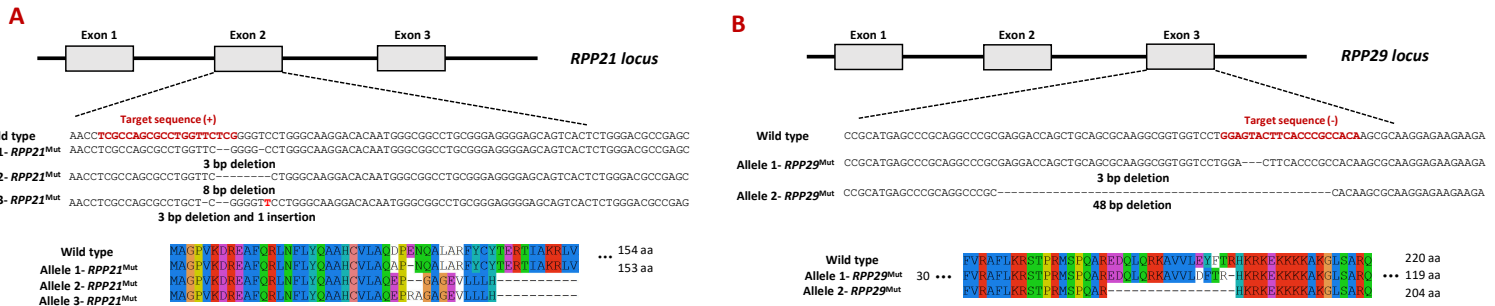 A
Exon 1 Exon 2 Exon 3
RPP21 locus
Target sequence (+)
ld type AACCTCGCCAGCGCCTGGTTCTCGGGGTCCTGGGCAAGGACACAATGGGCGGCCTGCGGGAGGGGAGCAGTCACTCTGGGACGCCGAGC
1- RPP21Mut AACCTCGCCAGCGCCTGGTTC--GGGG-CCTGGGCAAGGACACAATGGGCGGCCTGCGGGAGGGGAGCAGTCACTCTGGGACGCCGAGC
3 bp deletion
2- RPP21Mut AACCTCGCCAGCGCCTGGTTC--------CTGGGCAAGGACACAATGGGCGGCCTGCGGGAGGGGAGCAGTCACTCTGGGACGCCGAGC
8 bp deletion
3- RPP21Mut AACCTCGCCAGCGCCTGCT-C--GGGGTTCCTGGGCAAGGACACAATGGGCGGCCTGCGGGAGGGGAGCAGTCACTCTGGGACGCCGAG
3 bp deletion and 1 insertion
Wild type MAGPVKDREAFQRLNFLYQAAHCVLAQDPENQALARFYCYTERTIAKRLV ••• 154 aa
Allele 1- RPP21Mut MAGPVKDREAFQRLNFLYQAAHCVLAQAP-NQALARFYCYTERTIAKRLV 153 aa
Allele 2- RPP21Mut MAGPVKDREAFQRLNFLYQAAHCVLAQAGAGEVLLH----------
Allele 3- RPP21Mut MAGPVKDREAFQRLNFLYQAAHCVLAQEPRAGAGEVLLLH----------
B
Exon 1 Exon 2 Exon 3
RPP29 locus
Target sequence (-)
Wild type CCGCATGAGCCCGCAGGCCCGCGAGGACCAGCTGCAGCGCAAGGCGGTGGTCCTGGAGTACTTCACCCGCCACAAGCGCAAGGAGAAGAAGA
Allele 1- RPP29Mut CCGCATGAGCCCGCAGGCCCGCGAGGACCAGCTGCAGCGCAAGGCGGTGGTCCTGGA---CTTCACCCGCCACAAGCGCAAGGAGAAGAAGA
3 bp deletion
Allele 2- RPP29Mut CCGCATGAGCCCGCAGGCCCGC------------------------------------------------CACAAGCGCAAGGAGAAGAAGA
48 bp deletion
Wild type FVRAFLKRSTPRMSPQAREDQLQRKAVVLEYFTRHKRKEKKKKAKGLSARQ 220 aa
Allele 1- RPP29Mut 30 ••• FVRAFLKRSTPRMSPQAREDQLQRKAVVLDFTR-HKRKEKKKKAKGLSARQ ••• 119 aa
Allele 2- RPP29Mut FVRAFLKRSTPRMSPQAR----------------HKRKEKKKKAKGLSARQ 204 aa